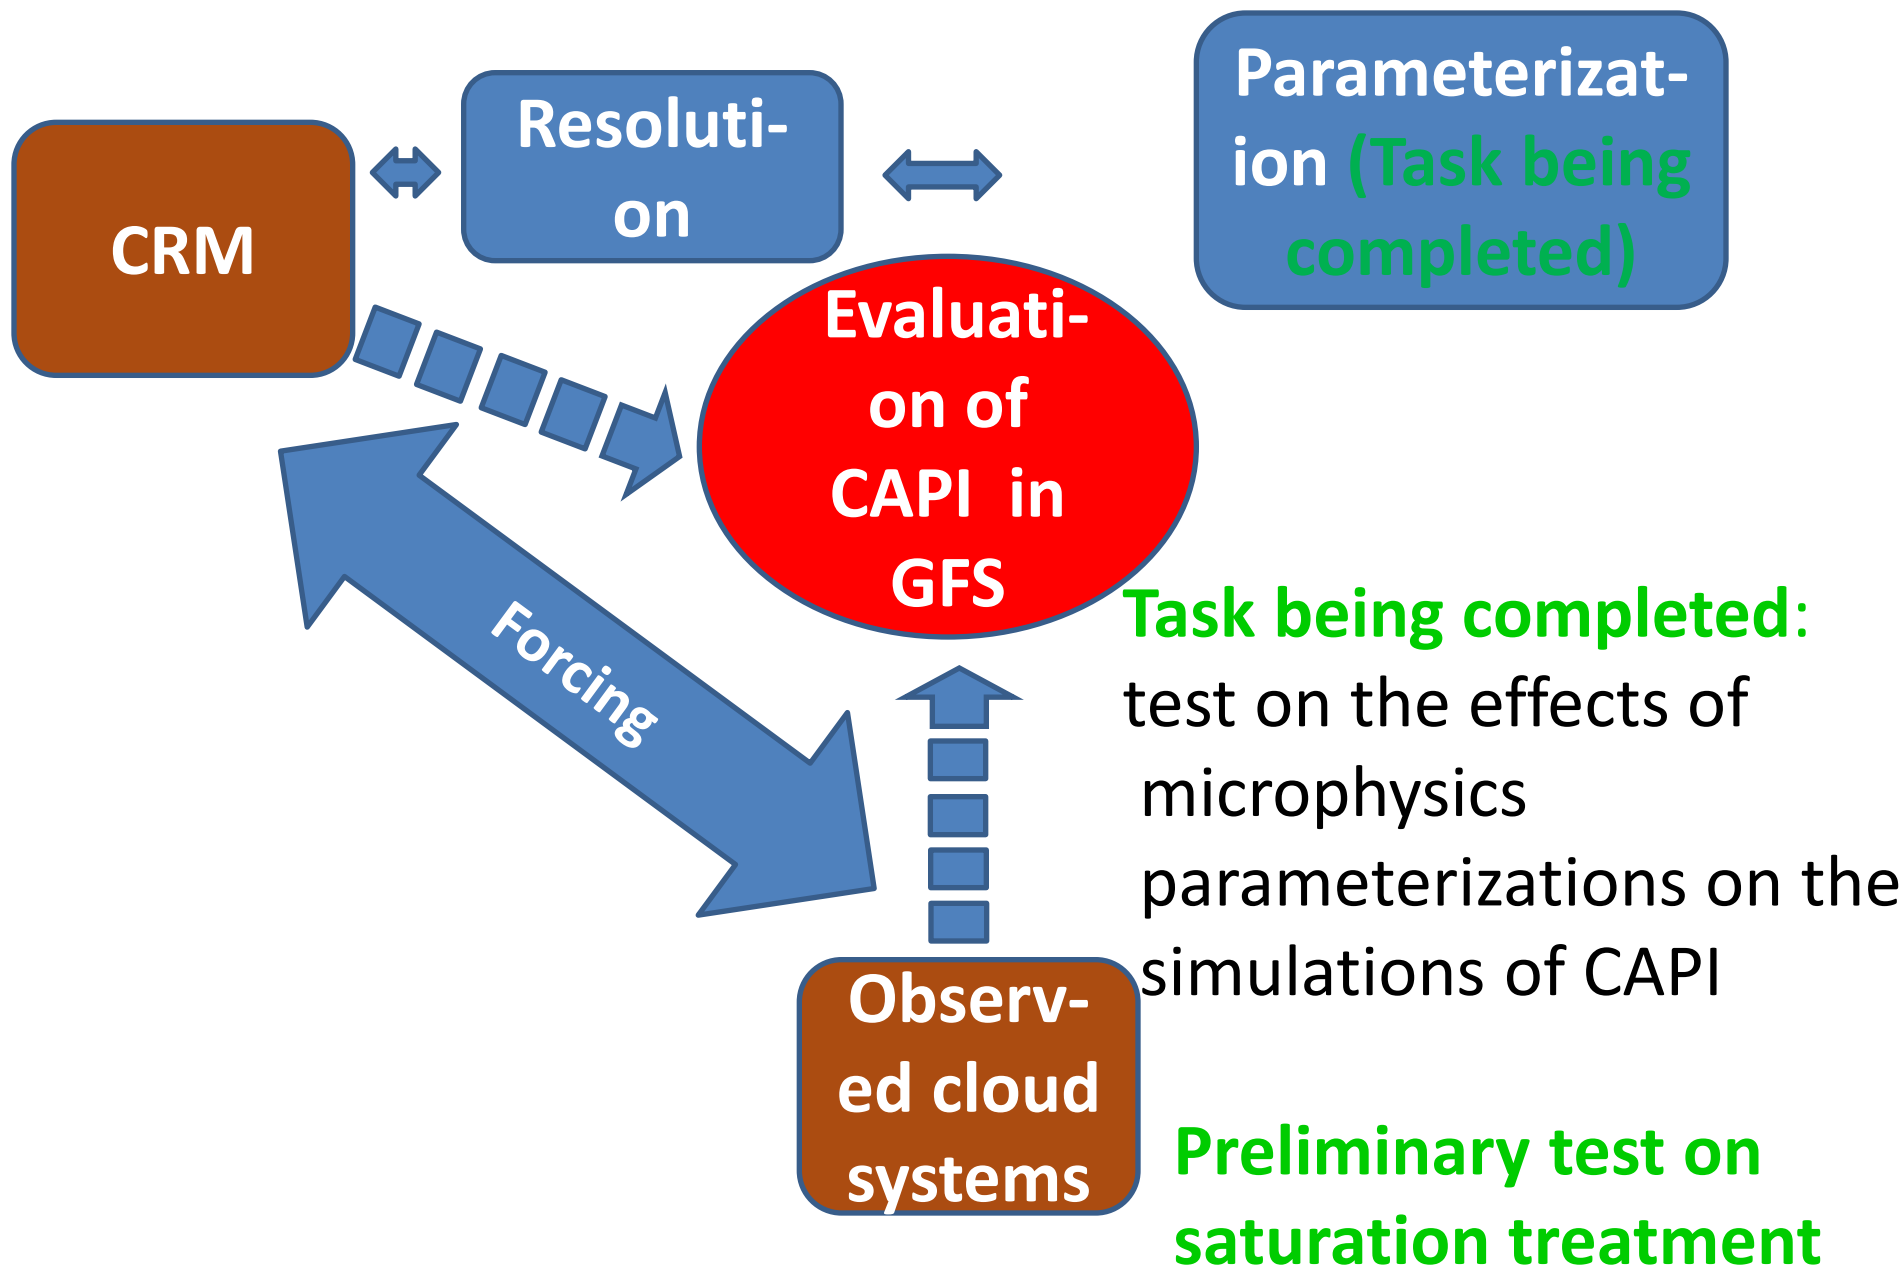 CRM
Resoluti-
on
Parameterizat-
ion (Task being
completed)
Evaluati-
on of
CAPI  in
GFS
Forcing
Task being completed:
test on the effects of
microphysics
parameterizations on the
simulations of CAPI
Observ-
ed cloud
systems
Preliminary test on
saturation treatment